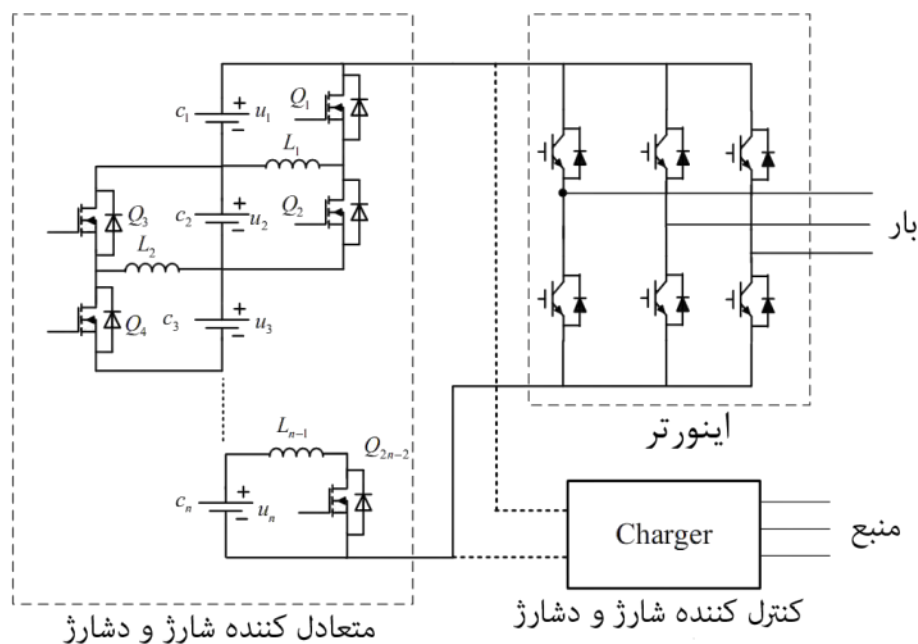 Q₁
c₁ + − u₁
L₁
Q₂
Q₃
c₂ + − u₂
L₂
Q₄
c₃ + − u₃
Lₙ₋₁
Q₂ₙ₋₂
cₙ + − uₙ
متعادل کننده شارژ و دشارژ
بار
اینورتر
Charger
منبع
کنترل کننده شارژ و دشارژ